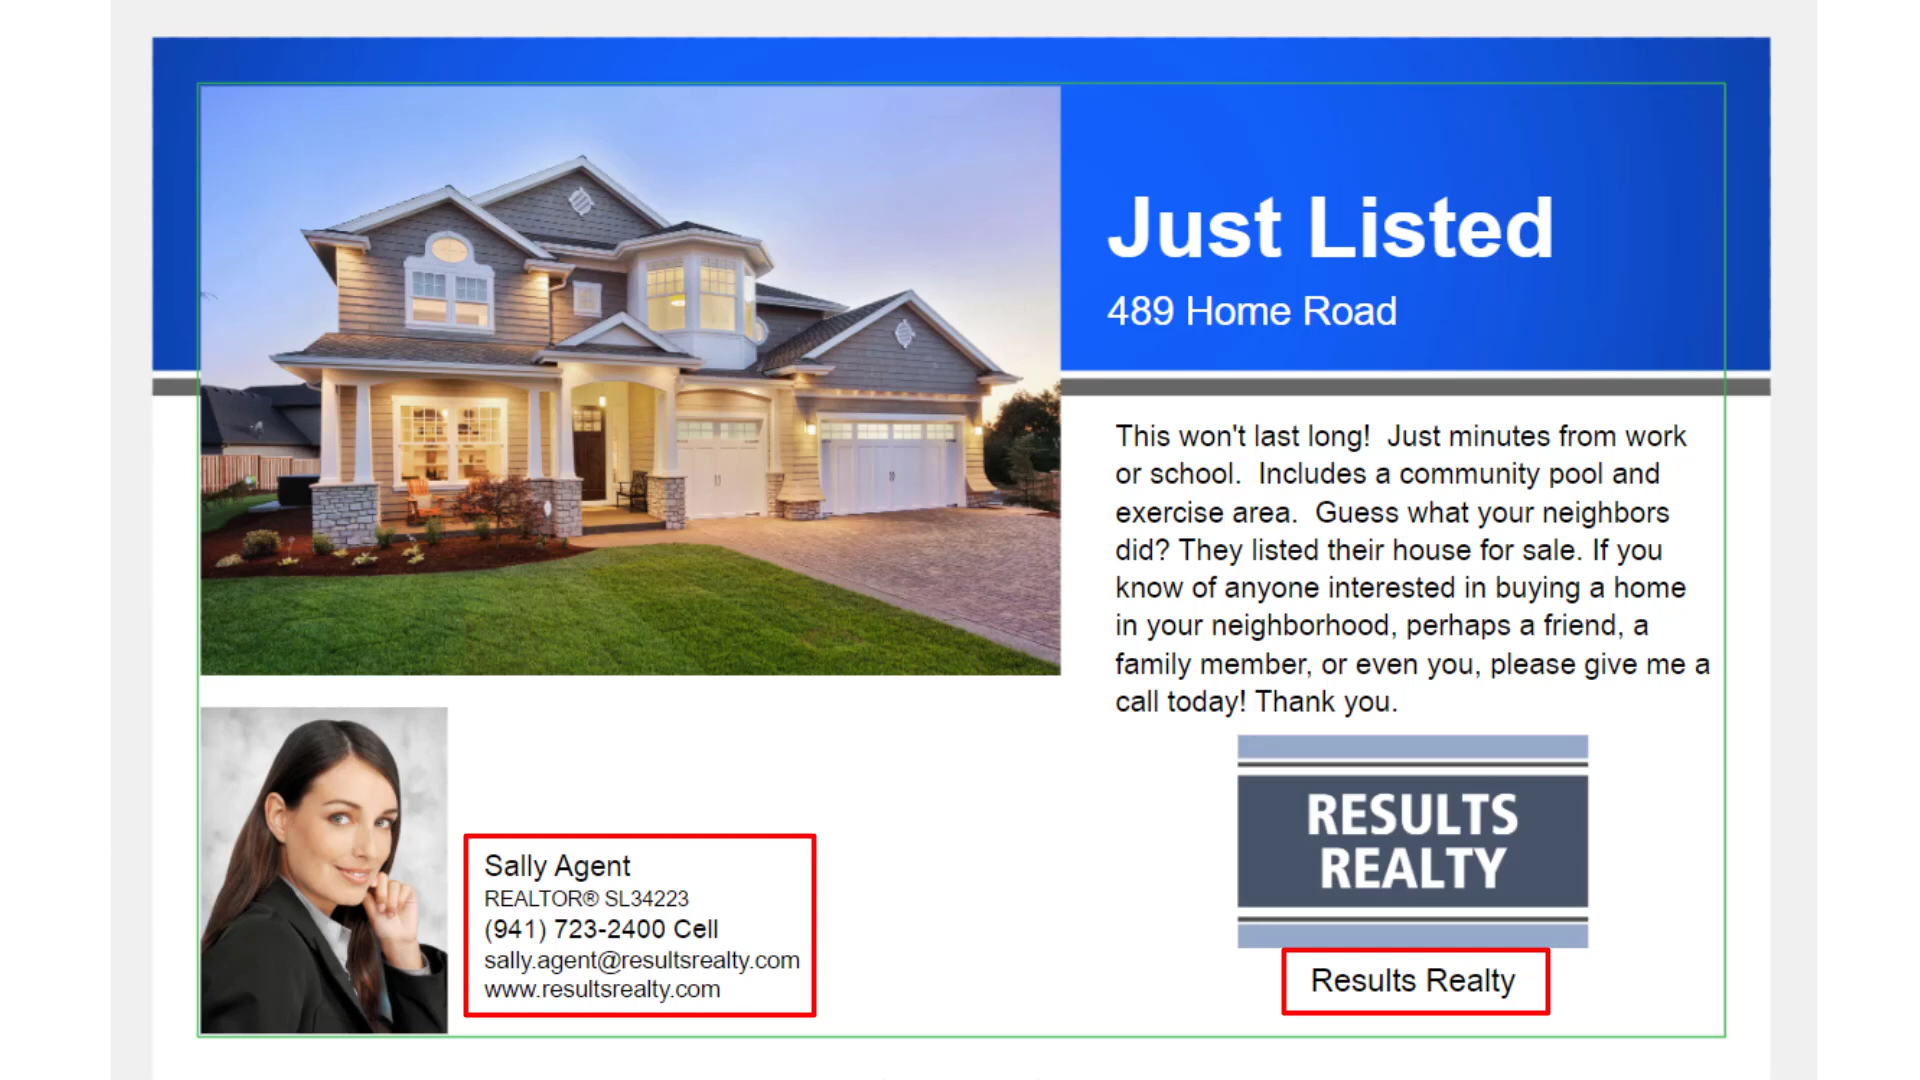 Just Listed
489 Home Road
This won't last long!  Just minutes from work
or school.  Includes a community pool and
exercise area.  Guess what your neighbors
did? They listed their house for sale. If you
know of anyone interested in buying a home
in your neighborhood, perhaps a friend, a
family member, or even you, please give me a
call today! Thank you.
RESULTS
REALTY
Results Realty
Sally Agent
REALTOR® SL34223
(941) 723-2400 Cell
sally.agent@resultsrealty.com
www.resultsrealty.com